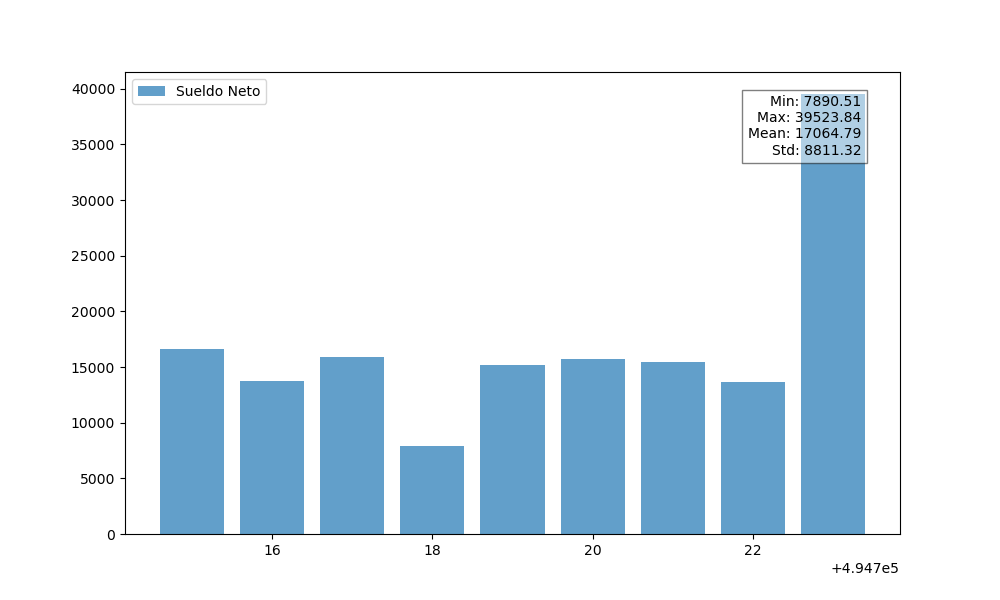 Sueldo Neto
Min: 7890.51
Max: 39523.84
Mean: 17064.79
Std: 8811.32
40000
35000
30000
25000
20000
15000
10000
5000
0
16 18 20 22
+4.947e5